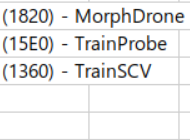 (1820) - MorphDrone
(15E0) - TrainProbe
(1360) - TrainSCV